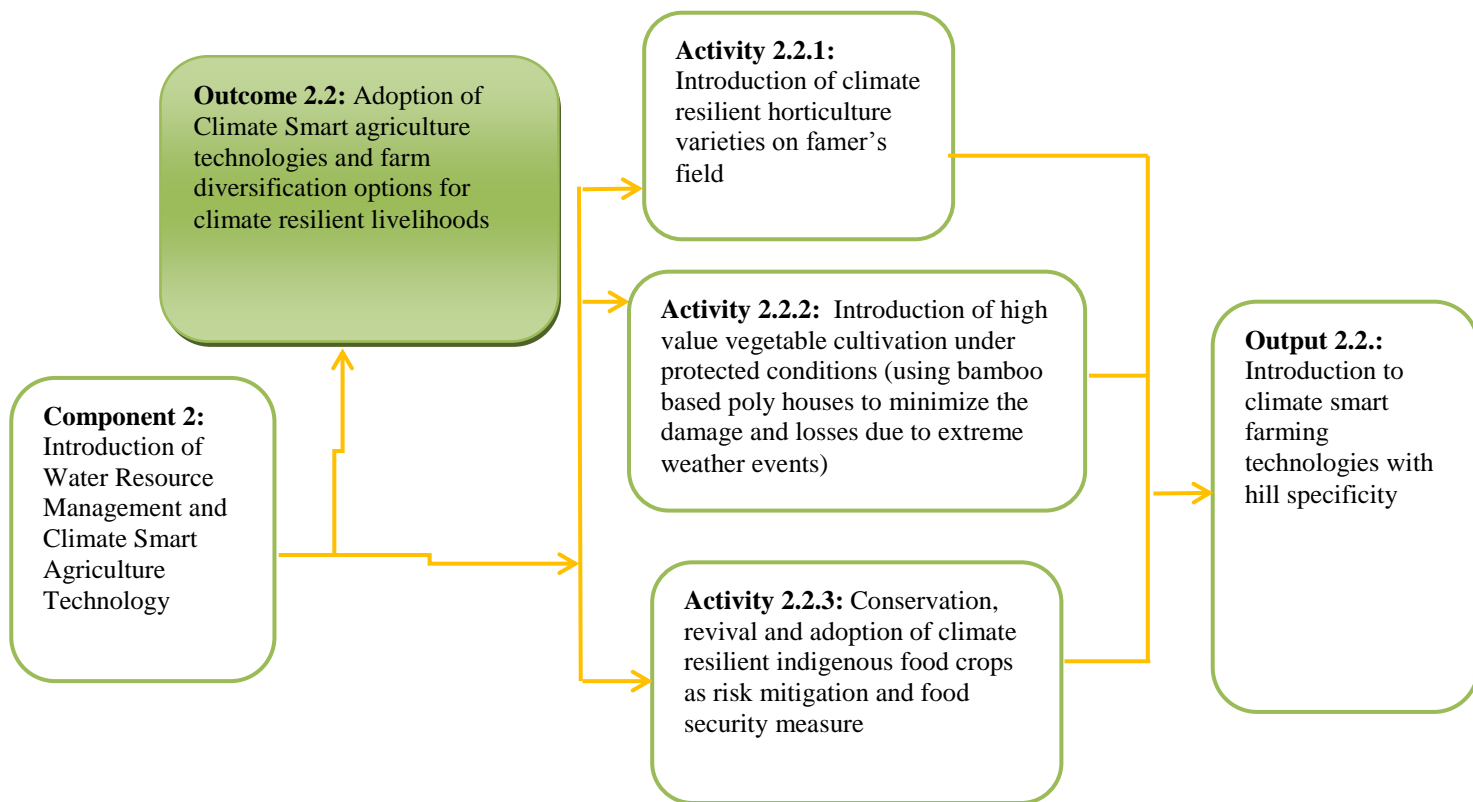 Activity 2.2.1:
Introduction of climate
resilient horticulture
varieties on famer’s
field
Outcome 2.2: Adoption of
Climate Smart agriculture
technologies and farm
diversification options for
climate resilient livelihoods
Activity 2.2.2: Introduction of high
value vegetable cultivation under
protected conditions (using bamboo
based poly houses to minimize the
damage and losses due to extreme
weather events)
Output 2.2.:
Introduction to
climate smart
farming
technologies with
hill specificity
Component 2:
Introduction of
Water Resource
Management and
Climate Smart
Agriculture
Technology
Activity 2.2.3: Conservation,
revival and adoption of climate
resilient indigenous food crops
as risk mitigation and food
security measure